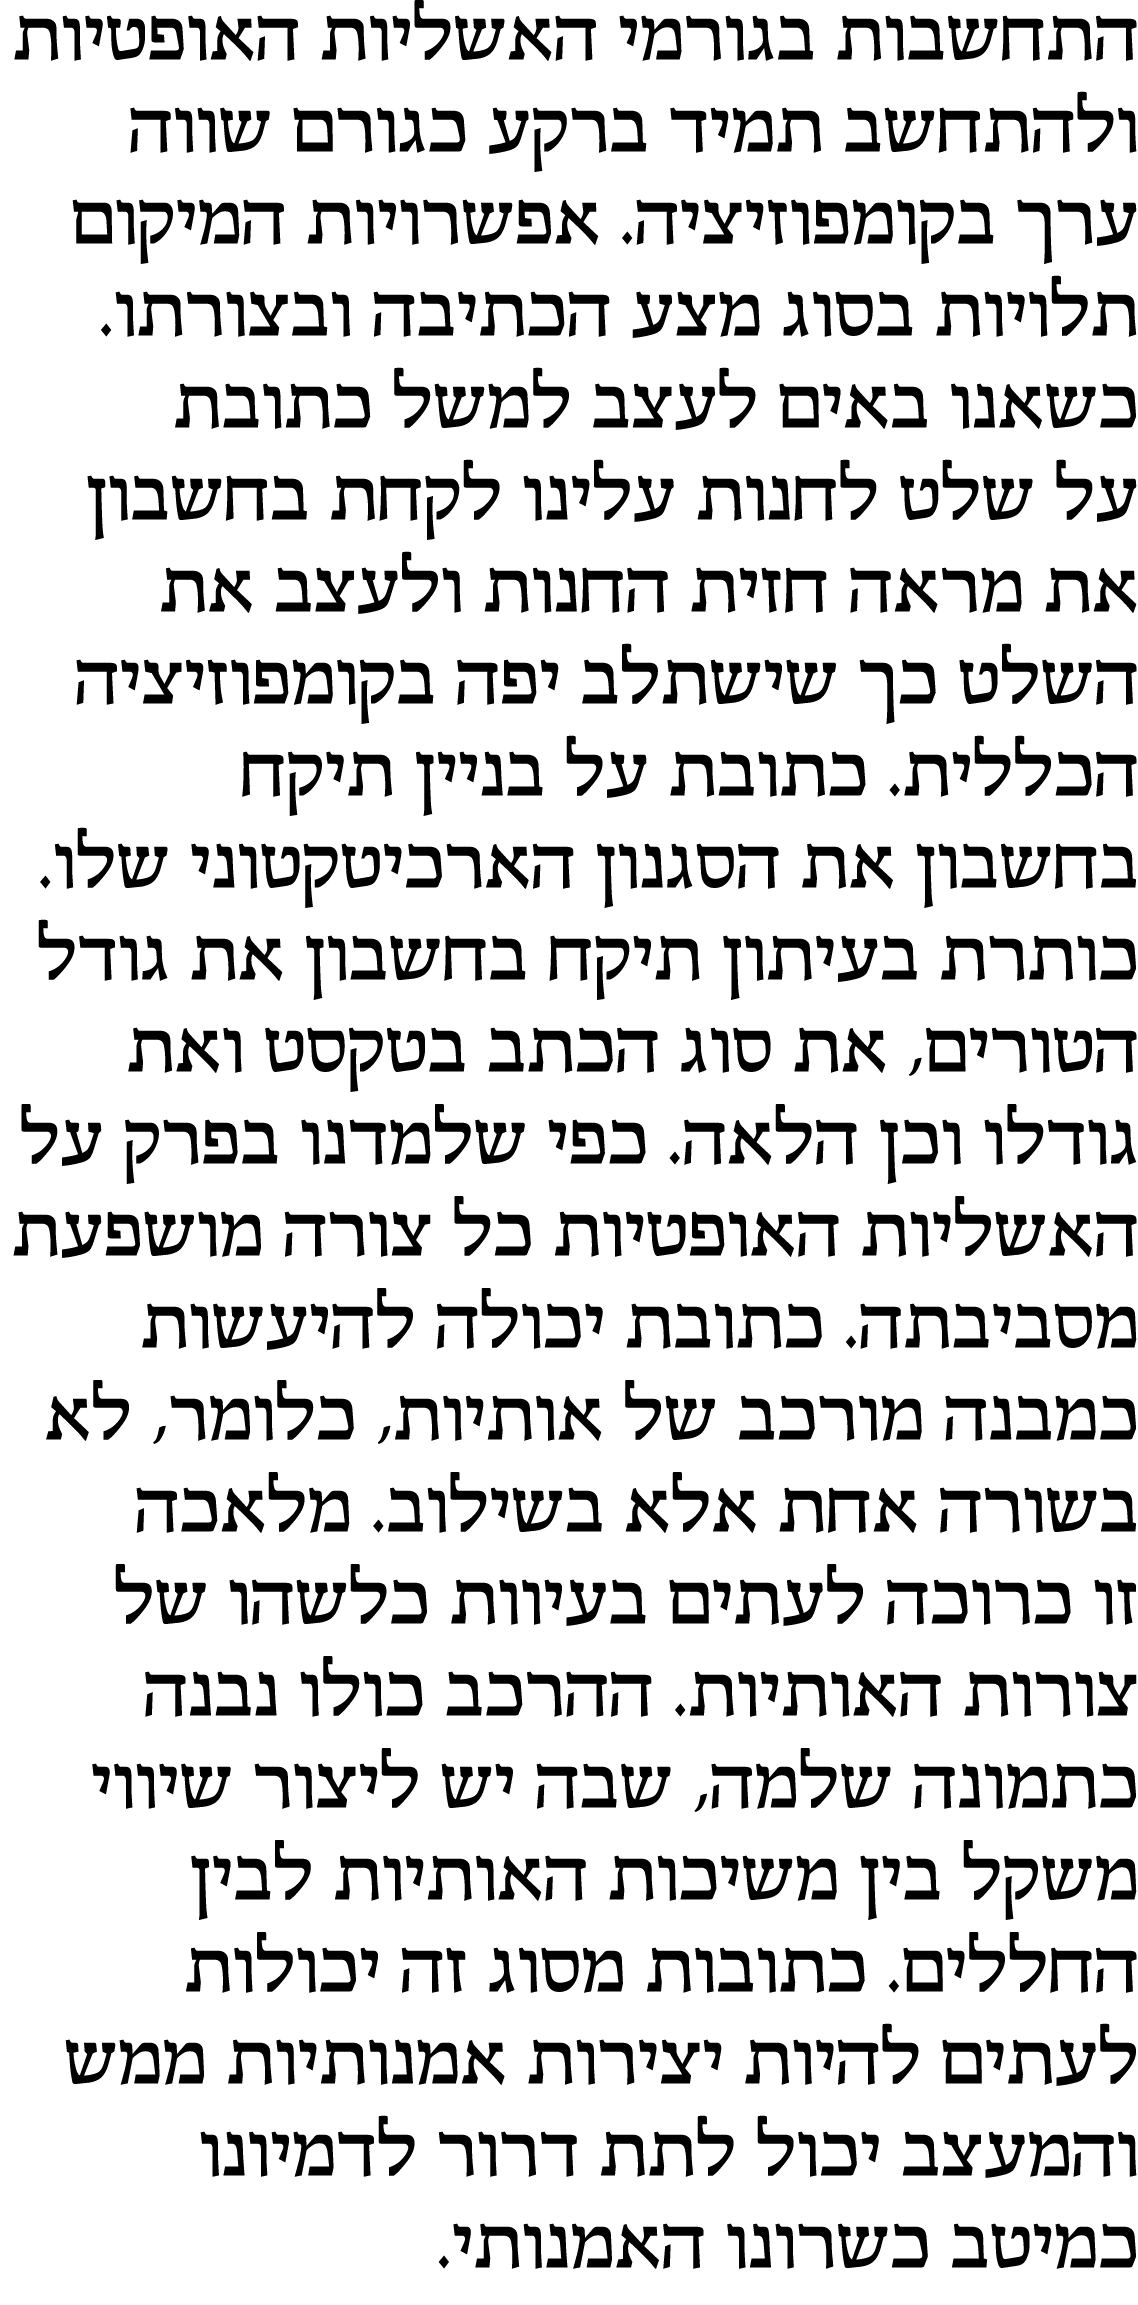 התחשבות בגורמי האשליות האופטיות
ולהתחשב תמיד ברקע כגורם שווה
ערך בקומפוזיציה. אפשרויות המיקום
תלויות בסוג מצע הכתיבה ובצורתו.
כשאנו באים לעצב למשל כתובת
על שלט לחנות עלינו לקחת בחשבון
את מראה חזית החנות ולעצב את
השלט כך שישתלב יפה בקומפוזיציה
הכללית. כתובת על בניין תיקח
בחשבון את הסגנון הארכיטקטוני שלו.
כותרת בעיתון תיקח בחשבון את גודל
הטורים, את סוג הכתב בטקסט ואת
גודלו וכן הלאה. כפי שלמדנו בפרק על
האשליות האופטיות כל צורה מושפעת
מסביבתה. כתובת יכולה להיעשות
כמבנה מורכב של אותיות, כלומר, לא
בשורה אחת אלא בשילוב. מלאכה
זו כרוכה לעתים בעיוות כלשהו של
צורות האותיות. ההרכב כולו נבנה
כתמונה שלמה, שבה יש ליצור שיווי
משקל בין משיכות האותיות לבין
החללים. כתובות מסוג זה יכולות
לעתים להיות יצירות אמנותיות ממש
והמעצב יכול לתת דרור לדמיונו
כמיטב כשרונו האמנותי.